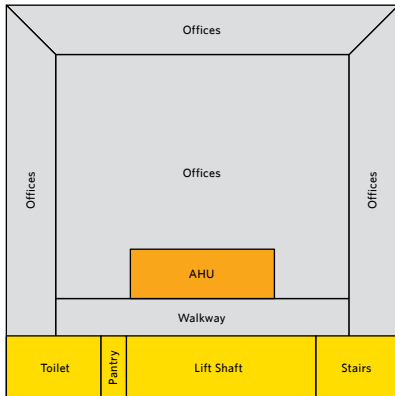 Offices
Offices
Offices
Offices
AHU
Walkway
Toilet
Pantry
Lift Shaft
Stairs